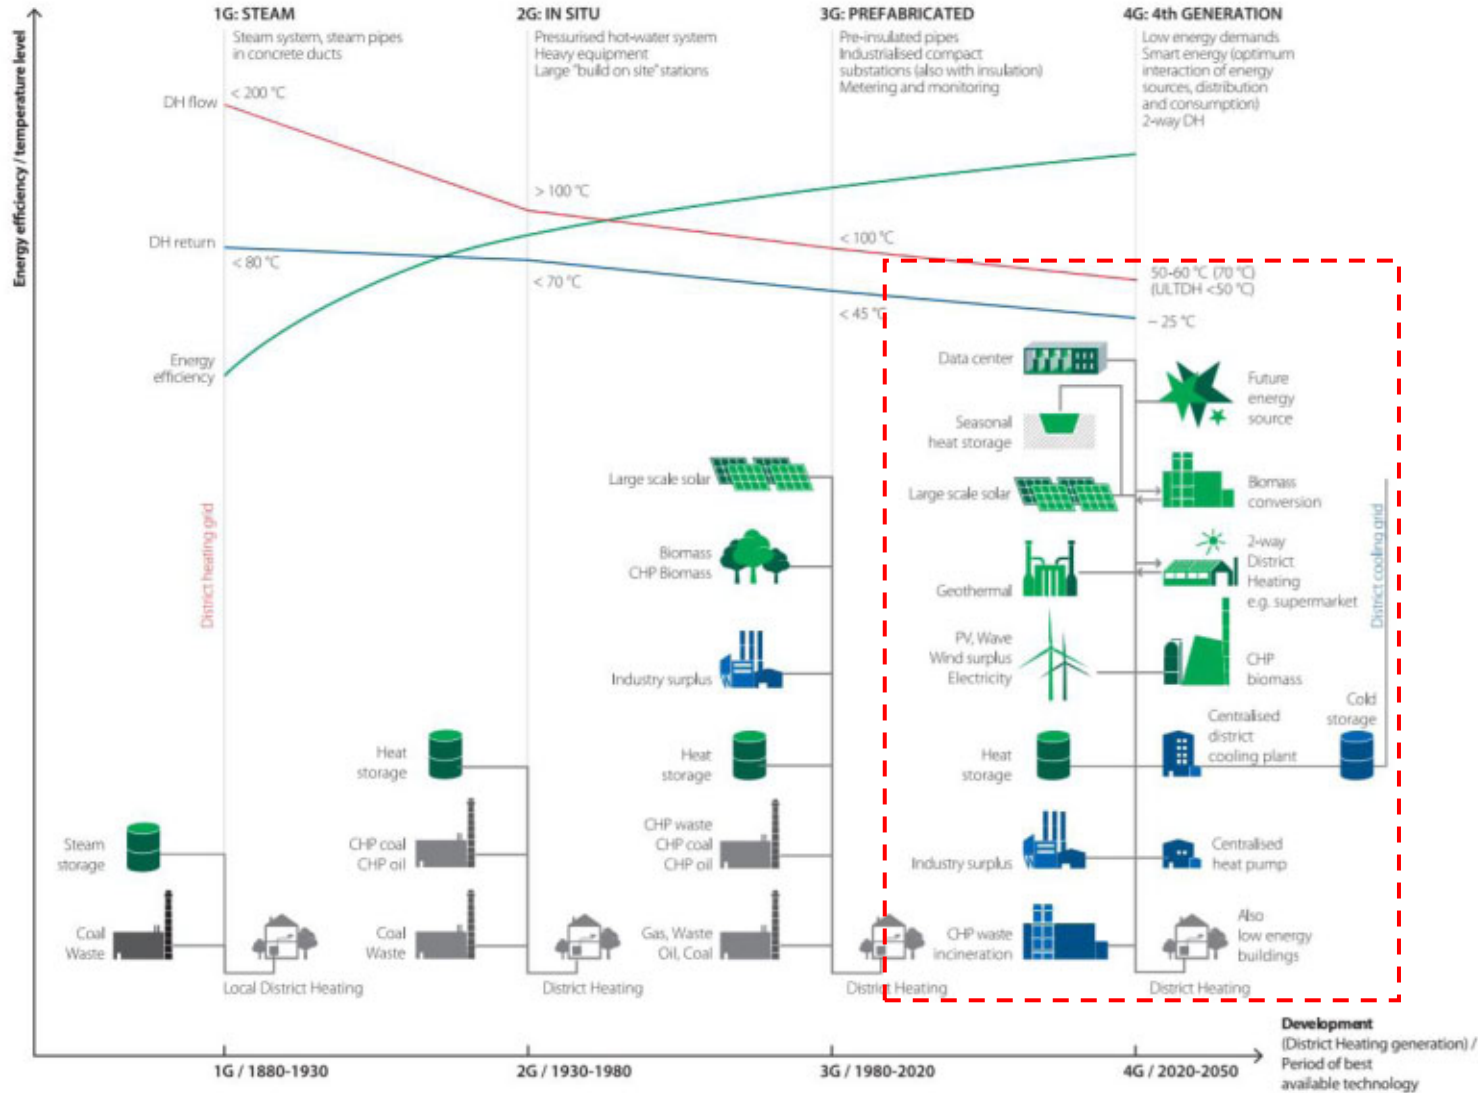 Energy efficiency / temperature level
1G: STEAM
Steam system, steam pipes
in concrete ducts
2G: IN SITU
Pressurised hot-water system
Heavy equipment
Large "build on site" stations
3G: PREFABRICATED
Pre-insulated pipes
Industrialised compact
substations (also with insulation)
Metering and monitoring
4G: 4th GENERATION
Low energy demands
Smart energy (optimum
interaction of energy
sources, distribution
and consumption)
2-way DH
DH flow
< 200 °C
> 100 °C
< 100 °C
50-60 °C (70 °C)
(ULTDH <50 °C)
DH return
< 80 °C
< 70 °C
< 45 °C
~ 25 °C
Energy
efficiency
District heating grid
Steam
storage
Coal
Waste
Local District Heating
Heat
storage
CHP coal
CHP oil
Coal
Waste
District Heating
Large scale solar
Biomass
CHP Biomass
Industry surplus
Heat
storage
CHP waste
CHP coal
CHP oil
Gas, Waste
Oil, Coal
District Heating
Data center
Seasonal
heat storage
Large scale solar
Geothermal
PV, Wave
Wind surplus
Electricity
Heat
storage
Industry surplus
CHP waste
incineration
Future
energy
source
Biomass
conversion
2-way
District
Heating
e.g. supermarket
CHP
biomass
Centralised
district
cooling plant
Cold
storage
District cooling grid
Centralised
heat pump
Also
low energy
buildings
District Heating
1G / 1880-1930
2G / 1930-1980
3G / 1980-2020
4G / 2020-2050
Development
(District Heating generation) /
Period of best
available technology